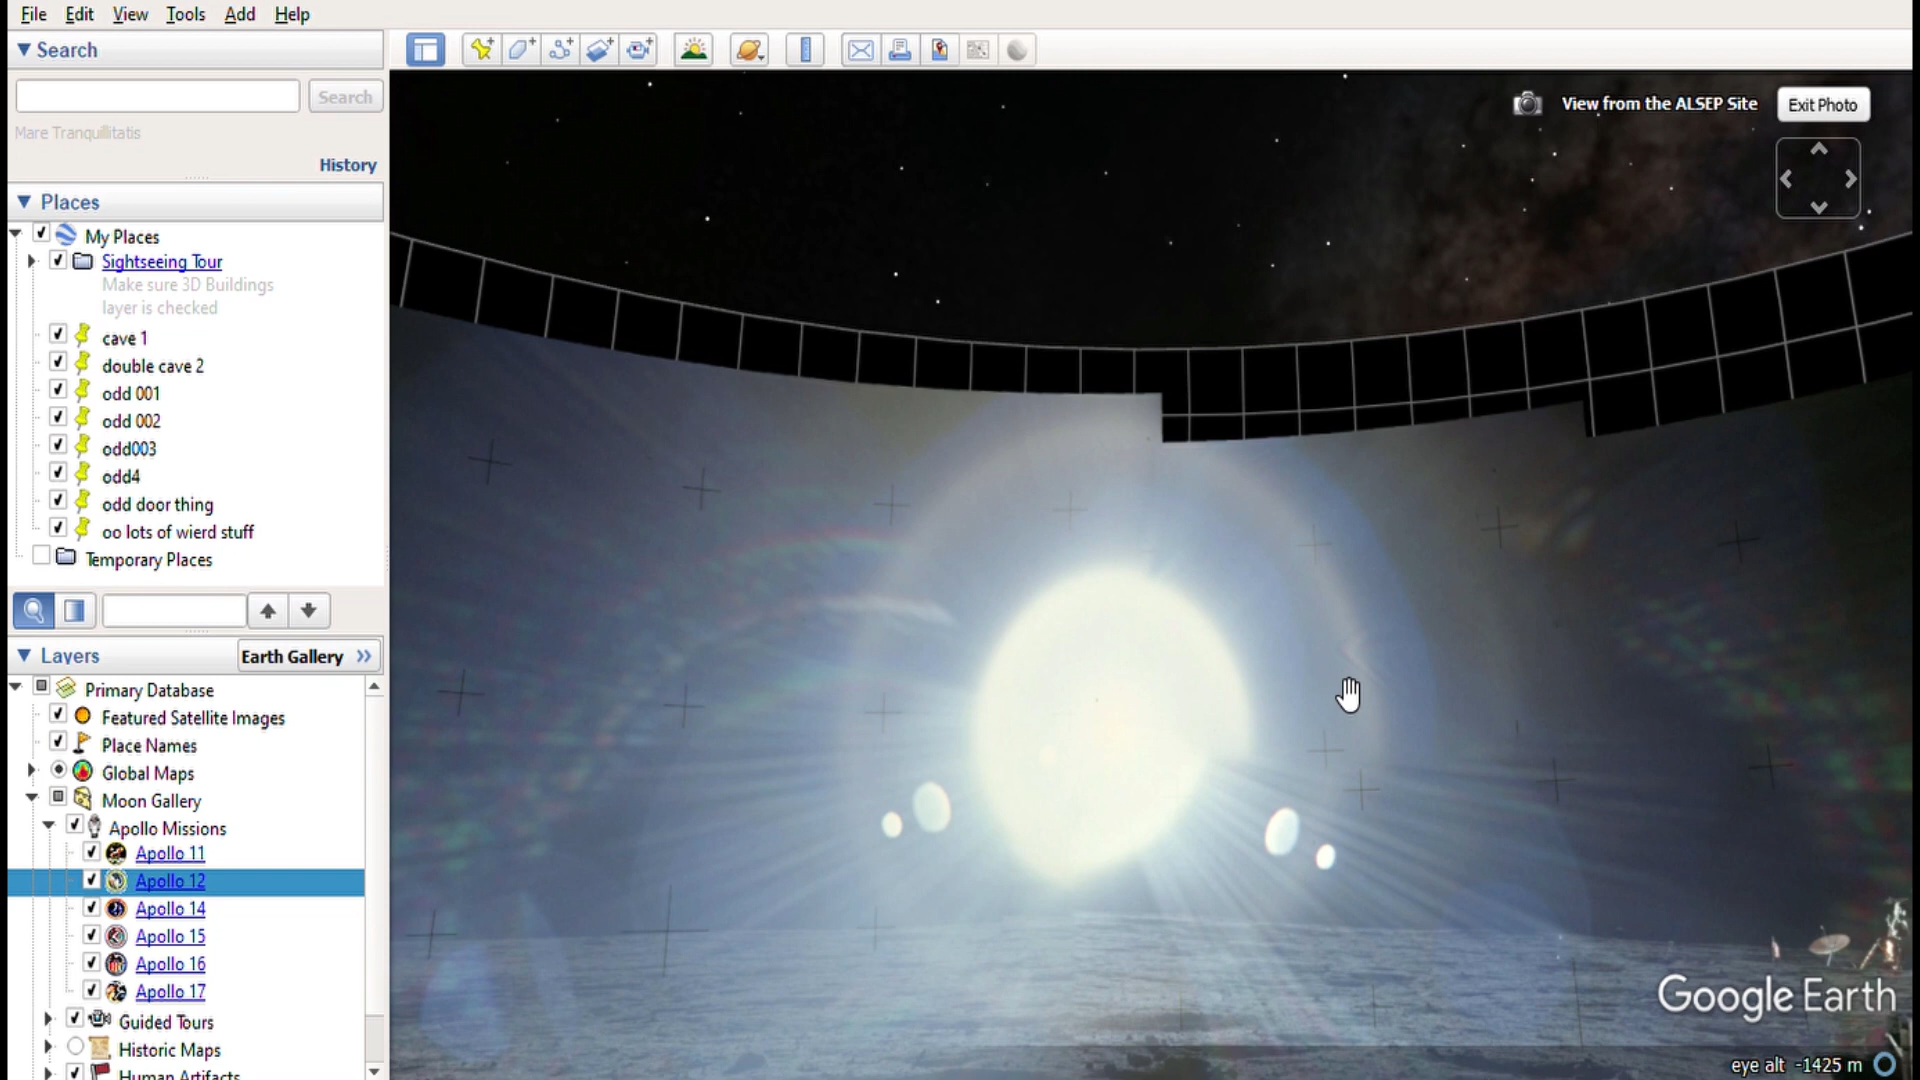 File Edit View Tools Add Help
Search
Search
Mare Tranquillitatis
History
Places
My Places
Sightseeing Tour
Make sure 3D Buildings
layer is checked
cave 1
double cave 2
odd 001
odd 002
odd003
odd4
odd door thing
oo lots of wierd stuff
Temporary Places
Layers
Earth Gallery >>
Primary Database
Featured Satellite Images
Place Names
Global Maps
Moon Gallery
Apollo Missions
Apollo 11
Apollo 12
Apollo 14
Apollo 15
Apollo 16
Apollo 17
Guided Tours
Historic Maps
Human Artifacts
View from the ALSEP Site
Exit Photo
Google Earth
eye alt -1425 m